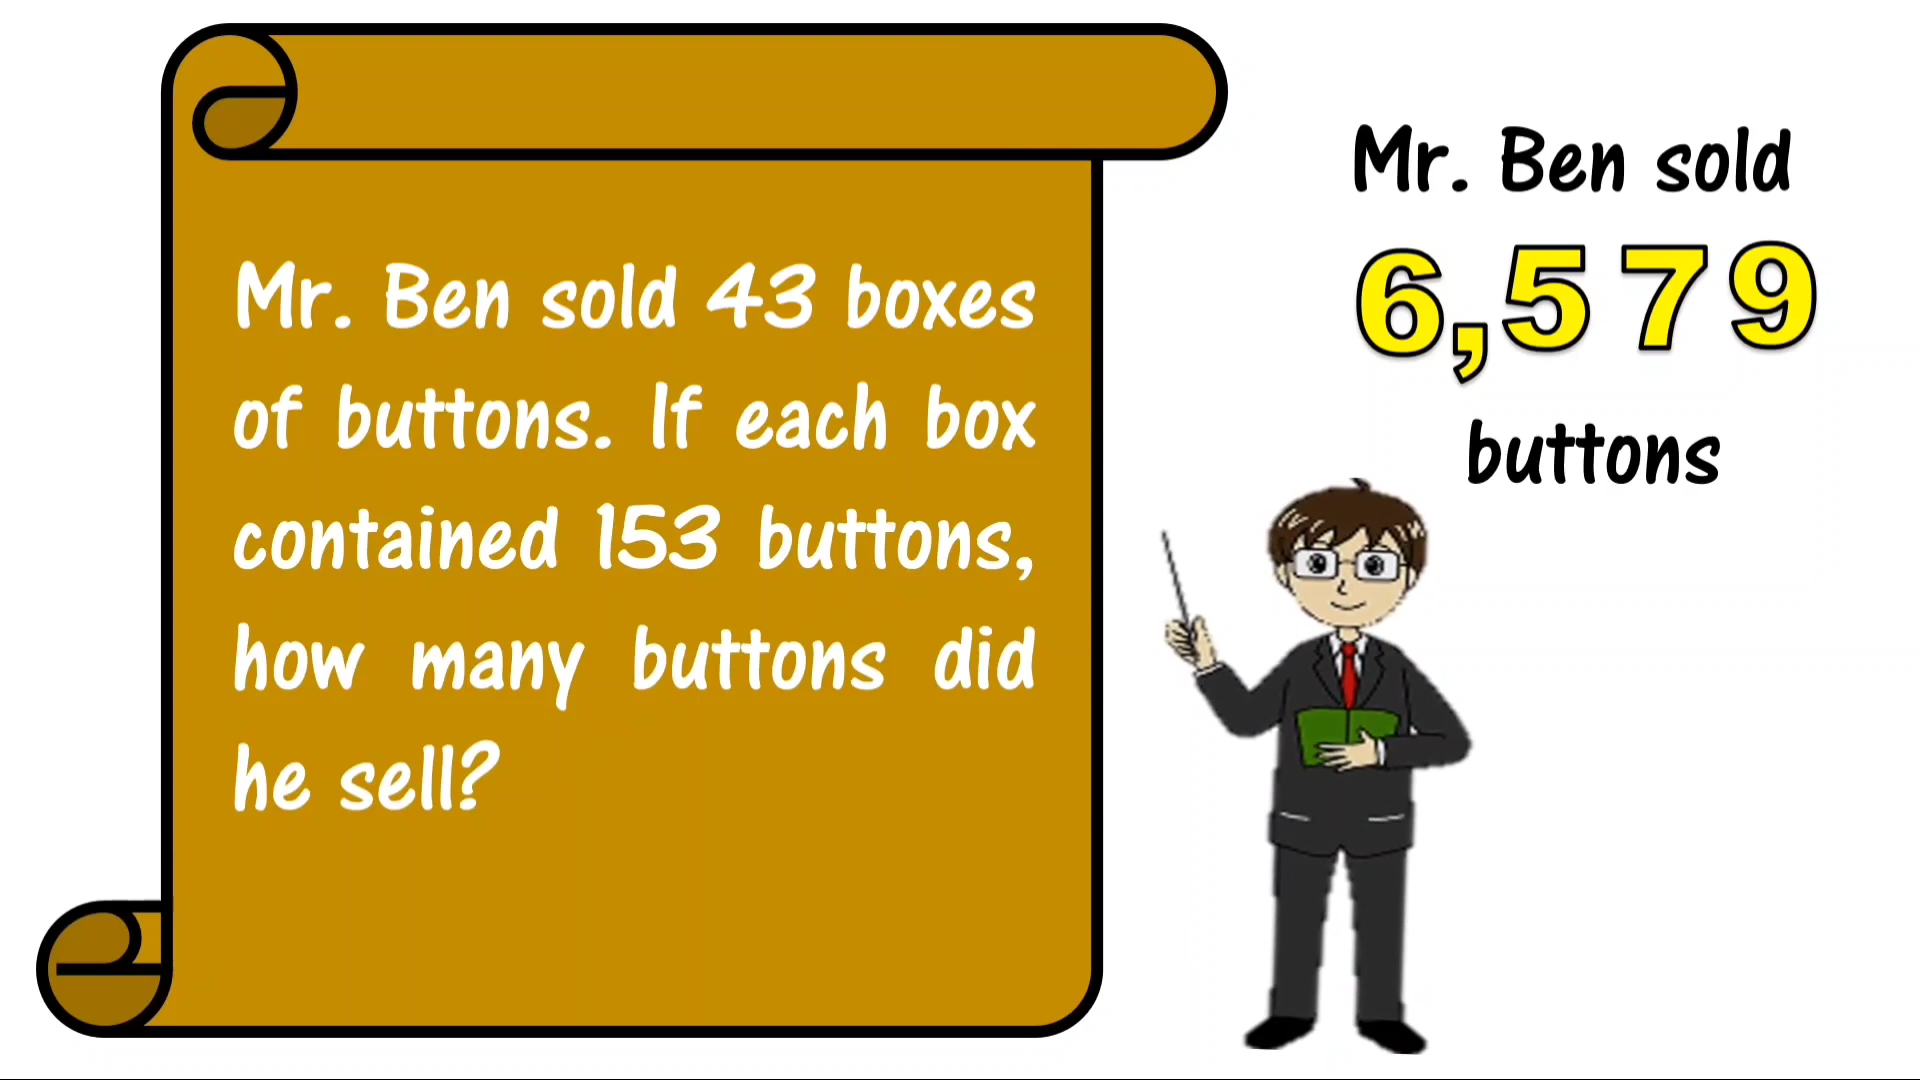 Mr. Ben sold 43 boxes
of buttons. If each box
contained 153 buttons,
how many buttons did
he sell?
Mr. Ben sold
6,579
buttons